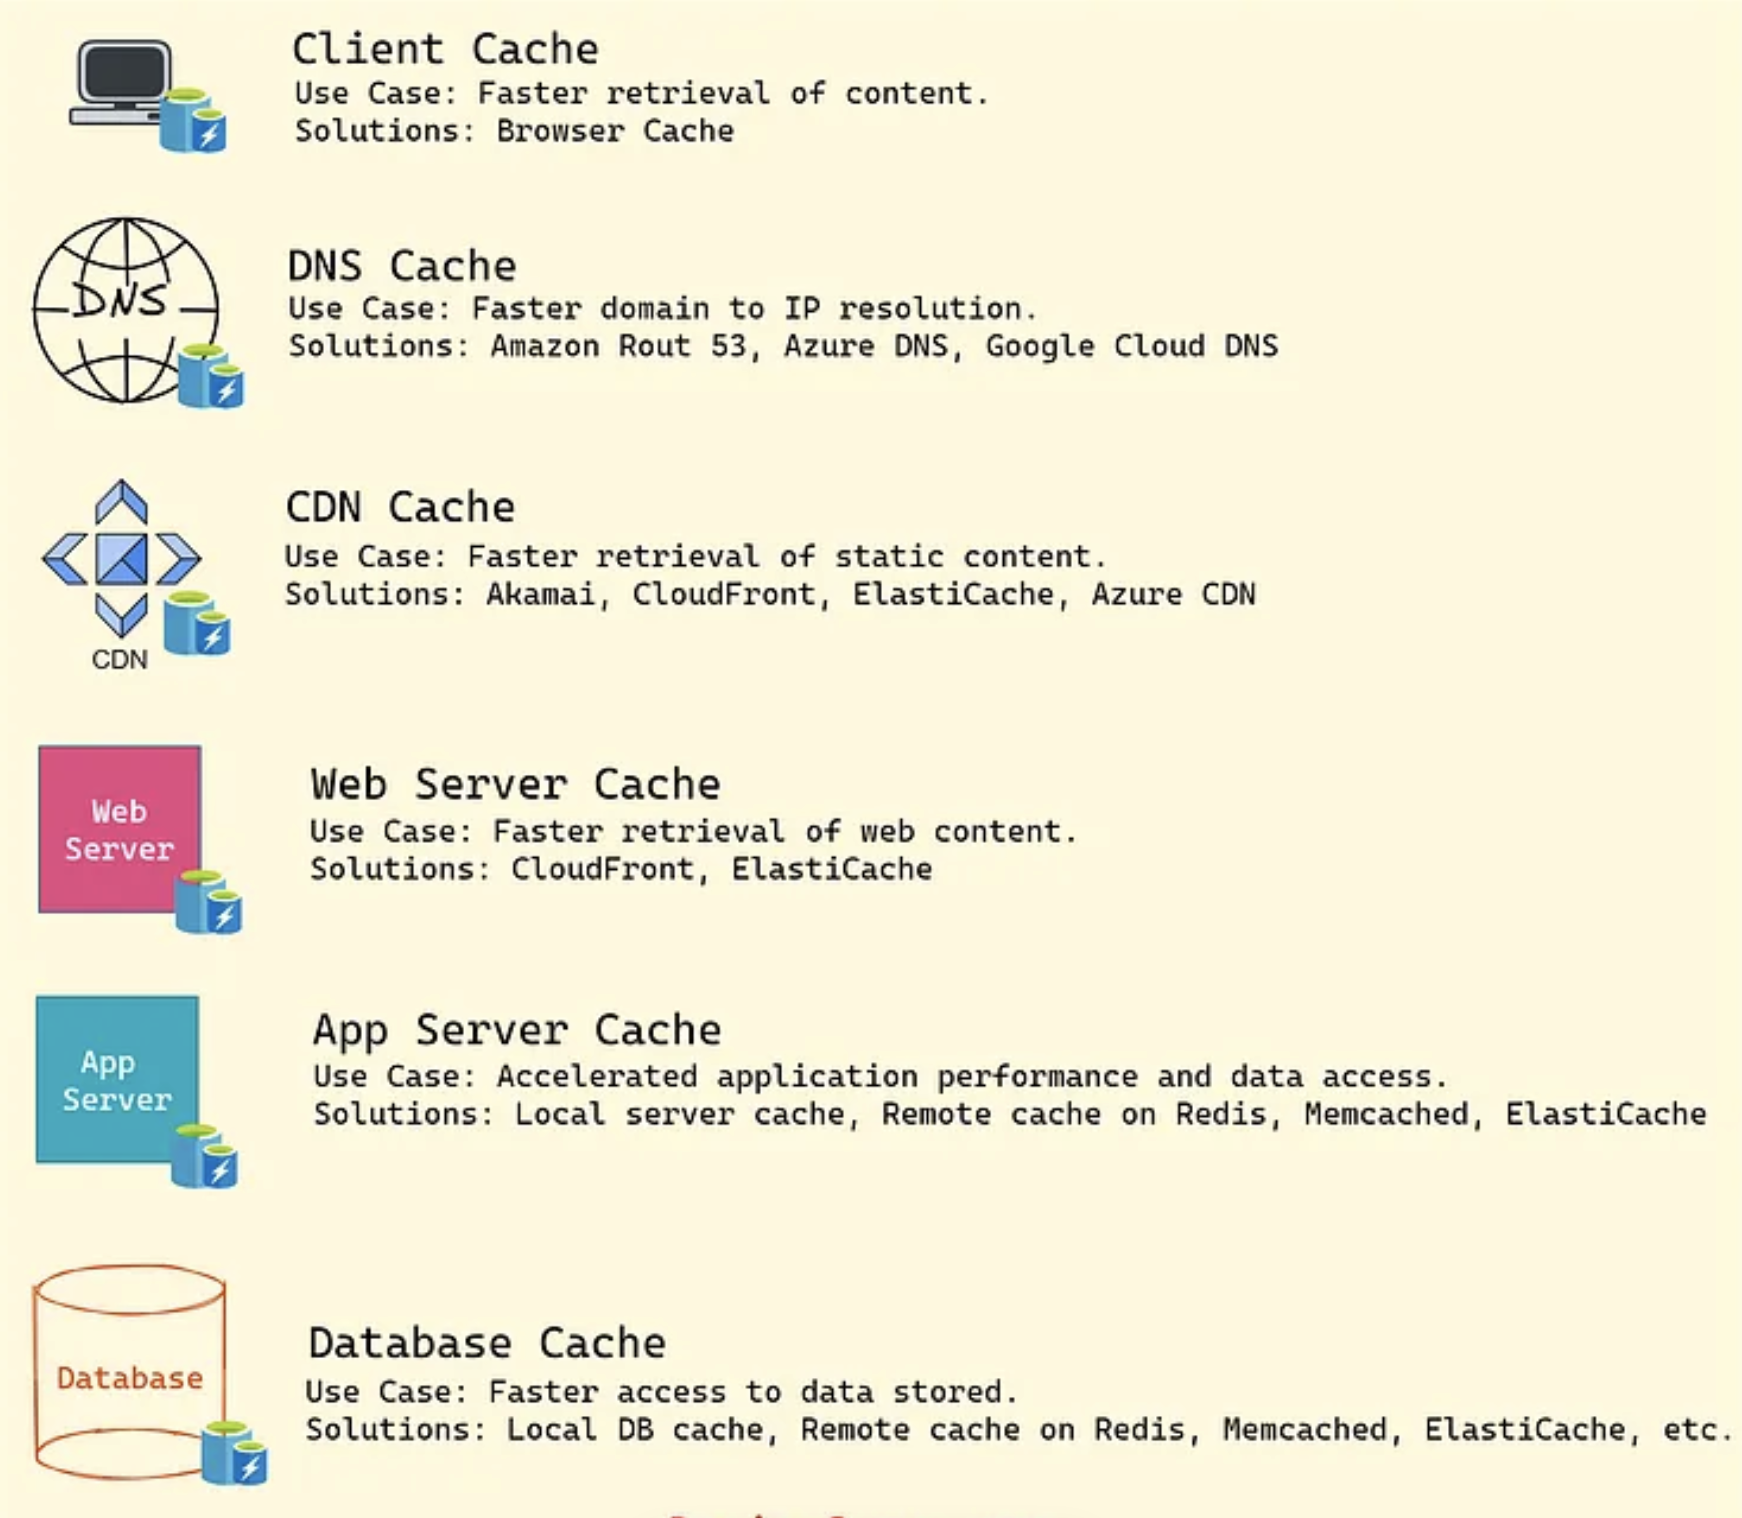 Client Cache
Use Case: Faster retrieval of content.
Solutions: Browser Cache
DNS
DNS Cache
Use Case: Faster domain to IP resolution.
Solutions: Amazon Rout 53, Azure DNS, Google Cloud DNS
CDN Cache
Use Case: Faster retrieval of static content.
Solutions: Akamai, CloudFront, ElastiCache, Azure CDN
CDN
Web
Server
Web Server Cache
Use Case: Faster retrieval of web content.
Solutions: CloudFront, ElastiCache
App
Server
App Server Cache
Use Case: Accelerated application performance and data access.
Solutions: Local server cache, Remote cache on Redis, Memcached, ElastiCache
Database
Database Cache
Use Case: Faster access to data stored.
Solutions: Local DB cache, Remote cache on Redis, Memcached, ElastiCache, etc.